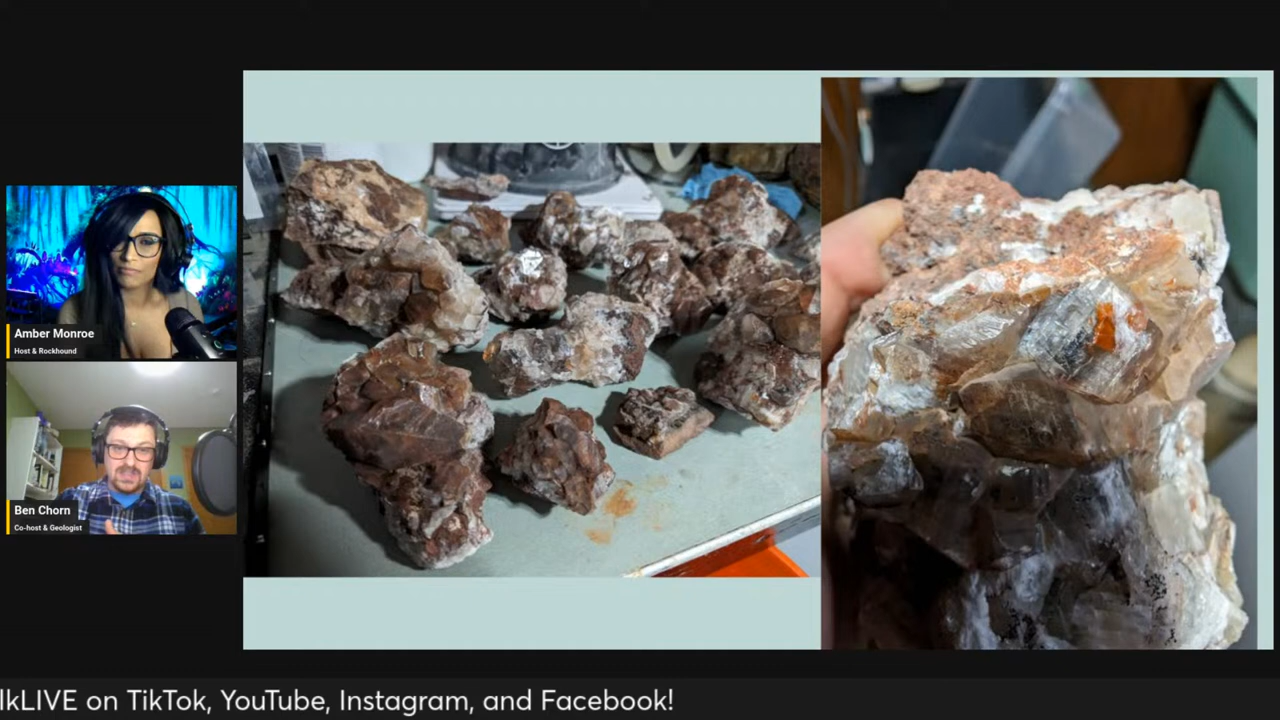 Amber Monroe
Host & Rockhound
Ben Chorn
Co-host & Geologist
lkLIVE on TikTok, YouTube, Instagram, and Facebook!